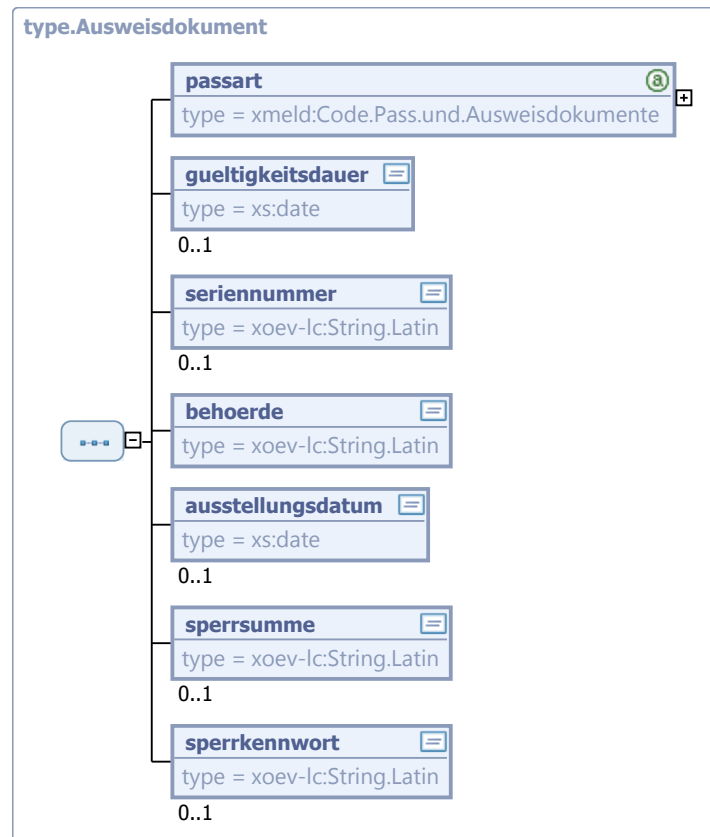 type.Ausweisdokument
passart
type = xmeld:Code.Pass.und.Ausweisdokumente
gueltigkeitsdauer
type = xs:date
0..1
seriennummer
type = xoev-lc:String.Latin
0..1
behoerde
type = xoev-lc:String.Latin
ausstellungsdatum
type = xs:date
0..1
sperrsumme
type = xoev-lc:String.Latin
0..1
sperrkennwort
type = xoev-lc:String.Latin
0..1